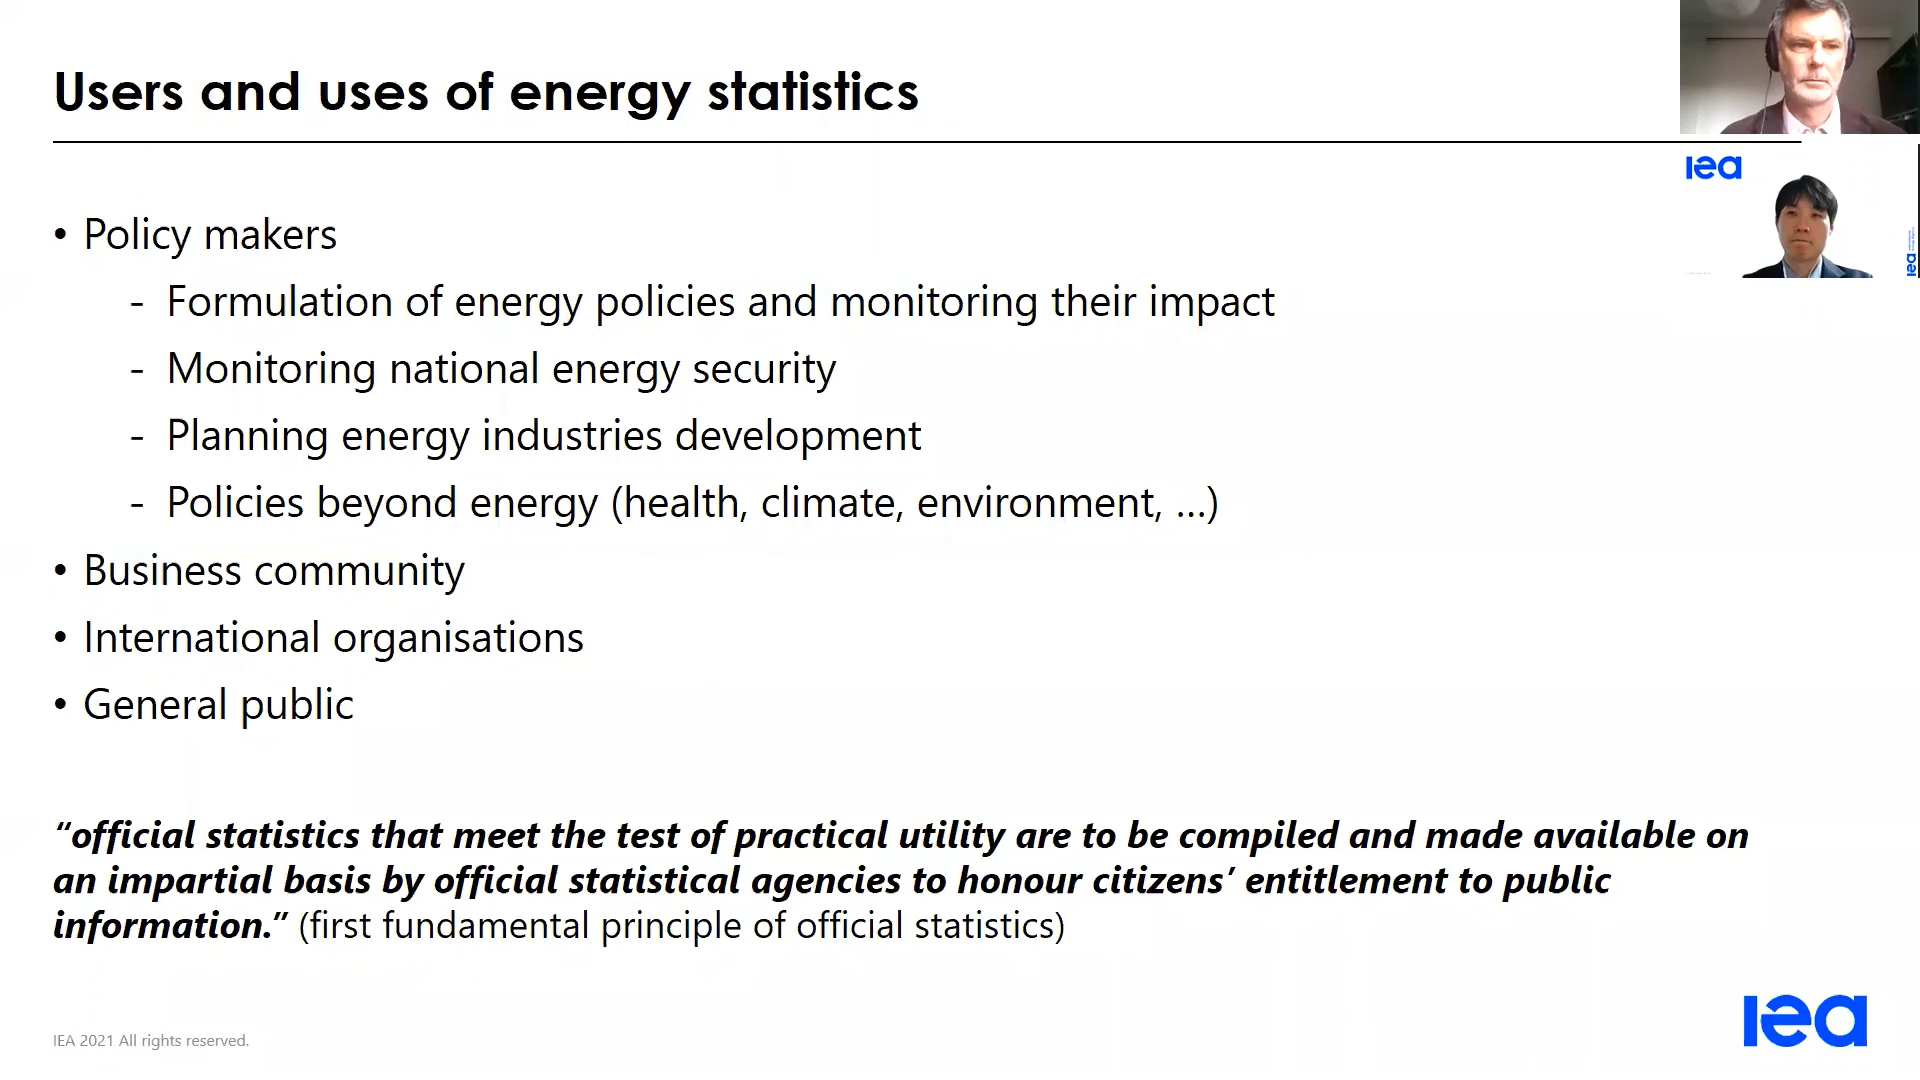 Users and uses of energy statistics
iea
iea
• Policy makers
- Formulation of energy policies and monitoring their impact
- Monitoring national energy security
- Planning energy industries development
- Policies beyond energy (health, climate, environment, ...)
• Business community
• International organisations
• General public
“official statistics that meet the test of practical utility are to be compiled and made available on
an impartial basis by official statistical agencies to honour citizens’ entitlement to public
information.” (first fundamental principle of official statistics)
iea
IEA 2021 All rights reserved.